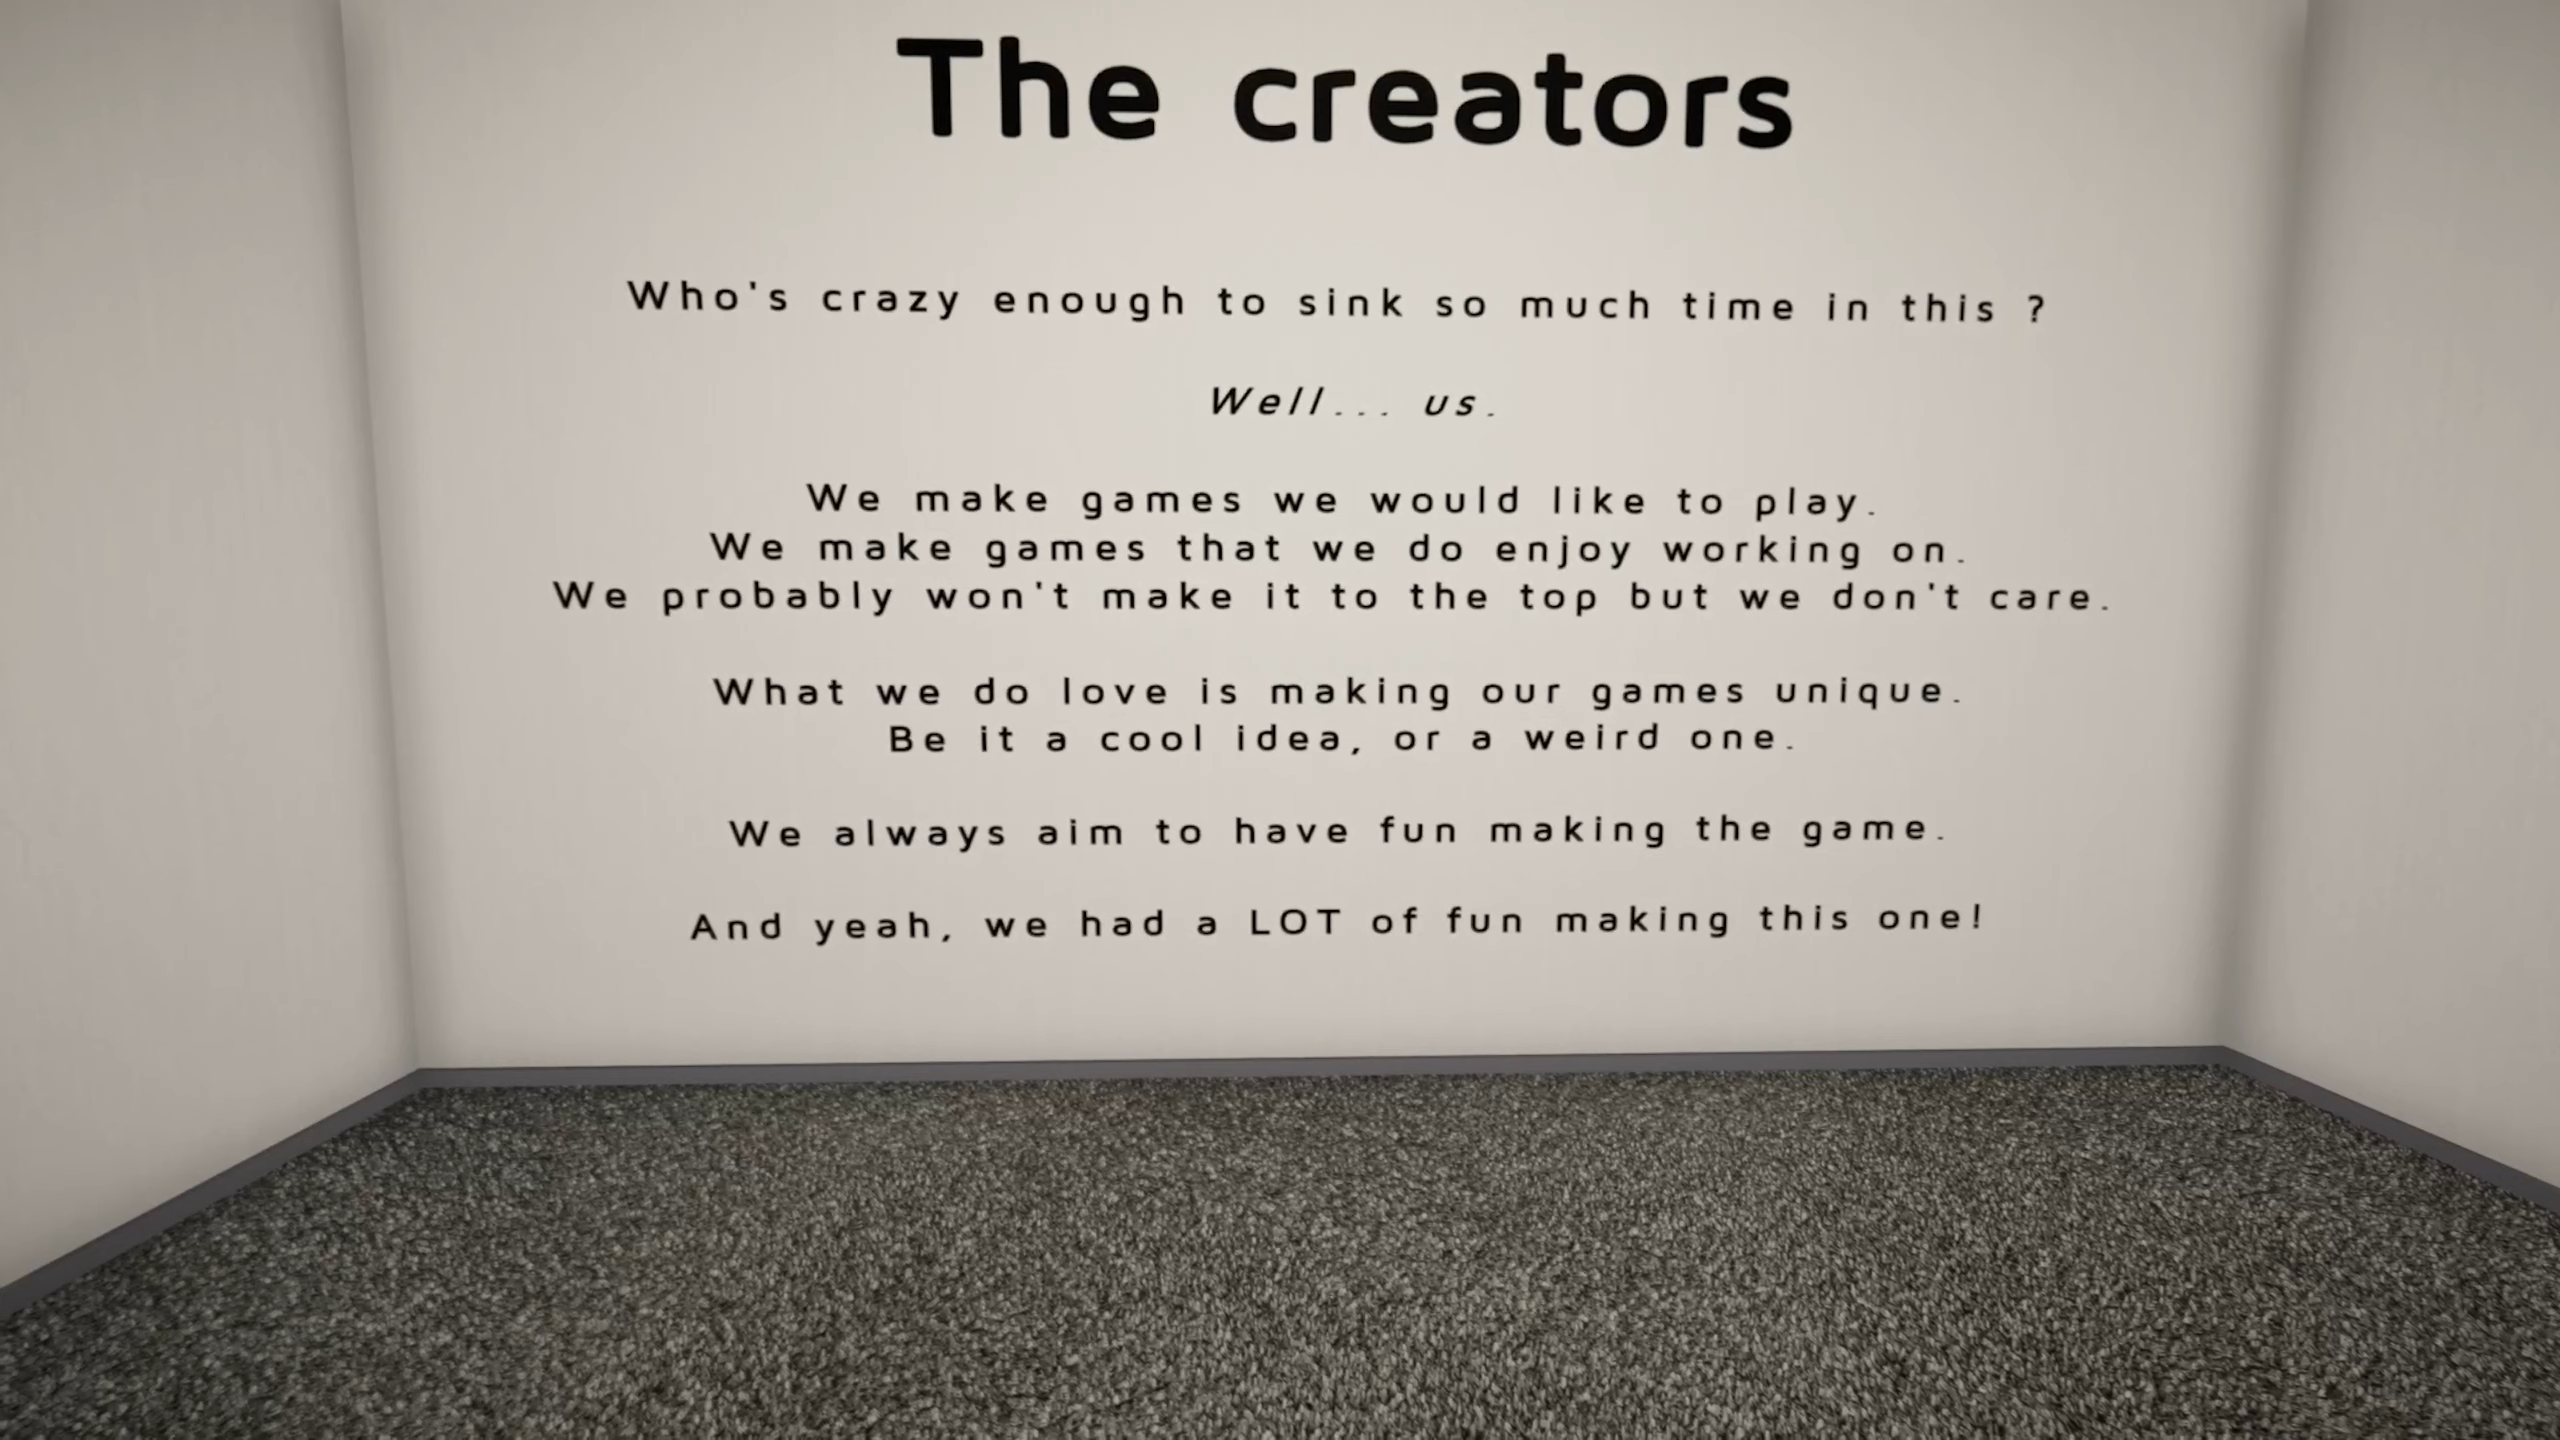 The creators
Who's crazy enough to sink so much time in this ?
Well... us.
We make games we would like to play.
We make games that we do enjoy working on.
We probably won't make it to the top but we don't care.
What we do love is making our games unique.
Be it a cool idea, or a weird one.
We always aim to have fun making the game.
And yeah, we had a LOT of fun making this one!